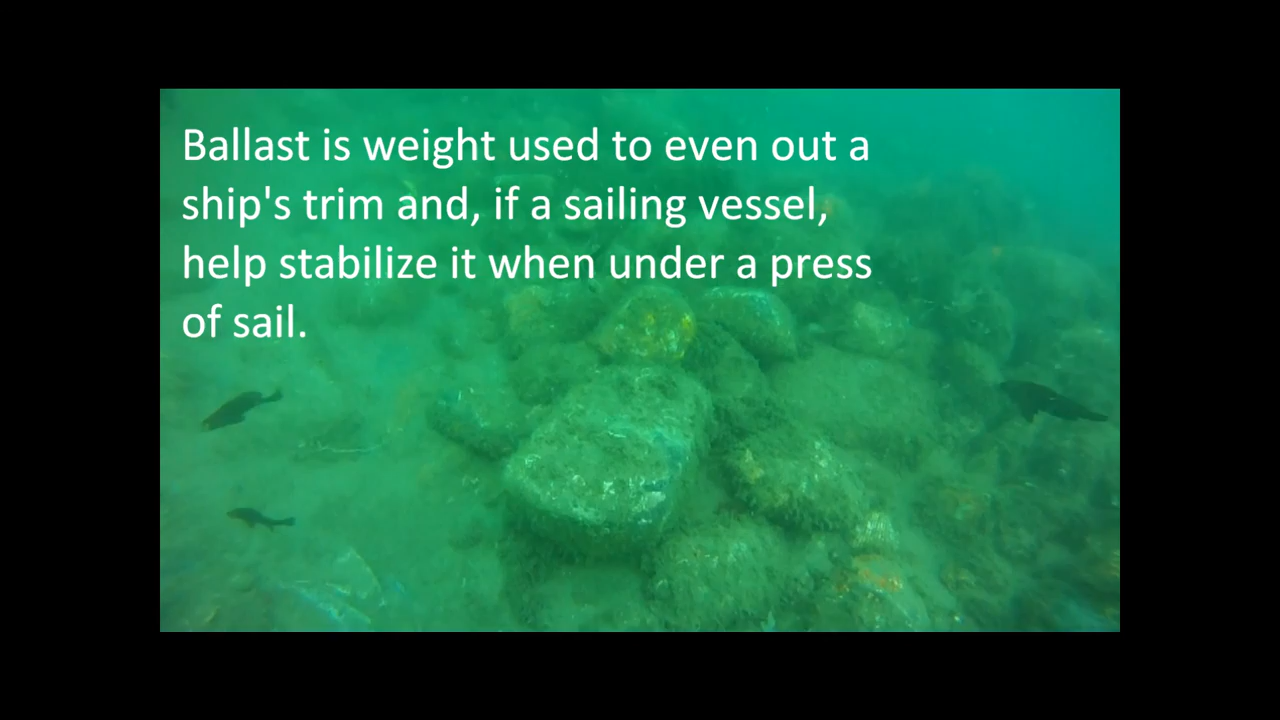 Ballast is weight used to even out a
ship's trim and, if a sailing vessel,
help stabilize it when under a press
of sail.